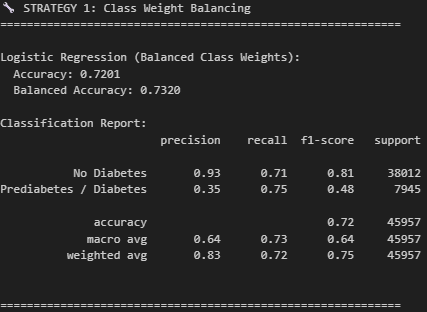 🔧 STRATEGY 1: Class Weight Balancing
============================================================
Logistic Regression (Balanced Class Weights):
  Accuracy: 0.7201
  Balanced Accuracy: 0.7320
Classification Report:
                        precision    recall  f1-score   support
           No Diabetes       0.93      0.71      0.81     38012
Prediabetes / Diabetes       0.35      0.75      0.48      7945
              accuracy                           0.72     45957
             macro avg       0.64      0.73      0.64     45957
          weighted avg       0.83      0.72      0.75     45957
============================================================